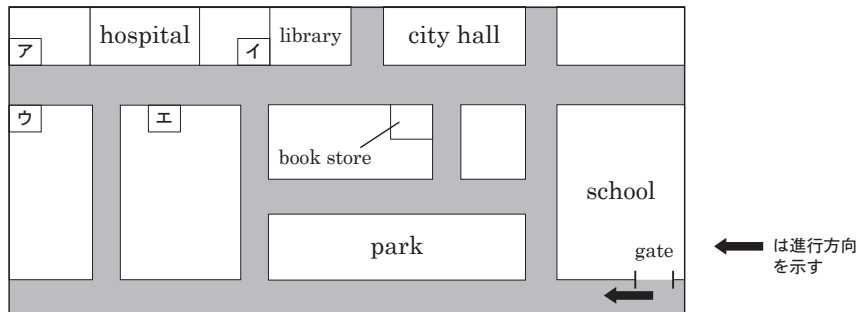 ア
hospital
イ
library
city hall
ウ
エ
book store
school
park
gate
は進行方向
を示す